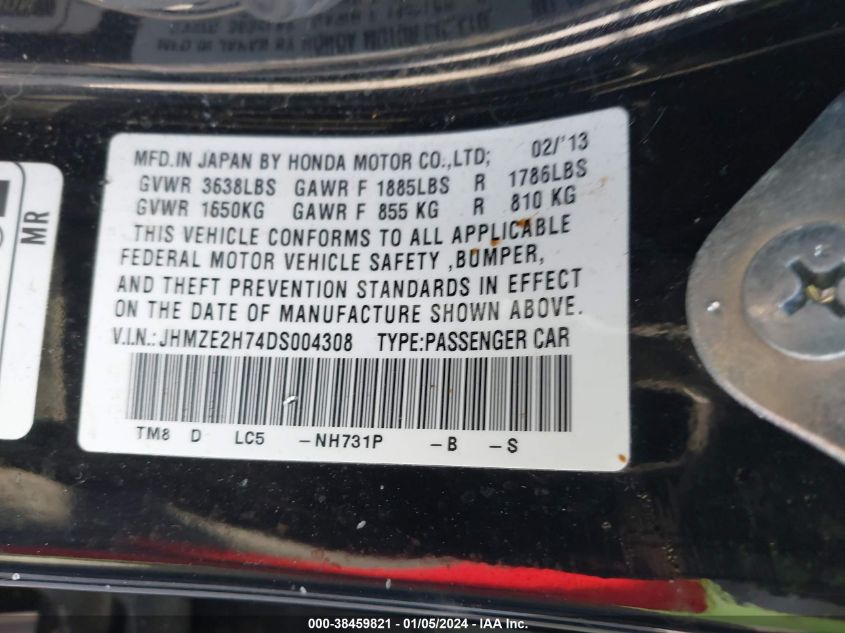 MFD.IN JAPAN BY HONDA MOTOR CO.,LTD; 02/'13
GVWR 3638LBS GAWR F 1885LBS R 1786LBS
GVWR 1650KG GAWR F 855 KG R 810 KG
THIS VEHICLE CONFORMS TO ALL APPLICABLE
FEDERAL MOTOR VEHICLE SAFETY ,BUMPER,
AND THEFT PREVENTION STANDARDS IN EFFECT
ON THE DATE OF MANUFACTURE SHOWN ABOVE.
V.I.N.:JHMZE2H74DS004308 TYPE:PASSENGER CAR
TM8 D LC5 -NH731P -B -S
MR
000-38459821 - 01/05/2024 - IAA Inc.